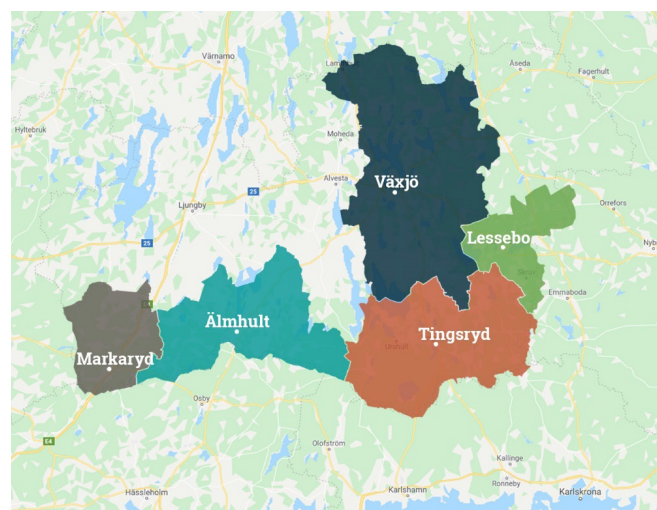 Värnamo
Åseda
Fagerhult
Hyltebruk
Moheda
Alvesta
Växjö
25
Ljungby
Orrefors
Lessebo
25
Emmaboda
E4
Älmhult
Tingsryd
Markaryd
Osby
E4
Olofström
Kallinge
Ronneby
Hässleholm
Karlshamn
Karlskrona